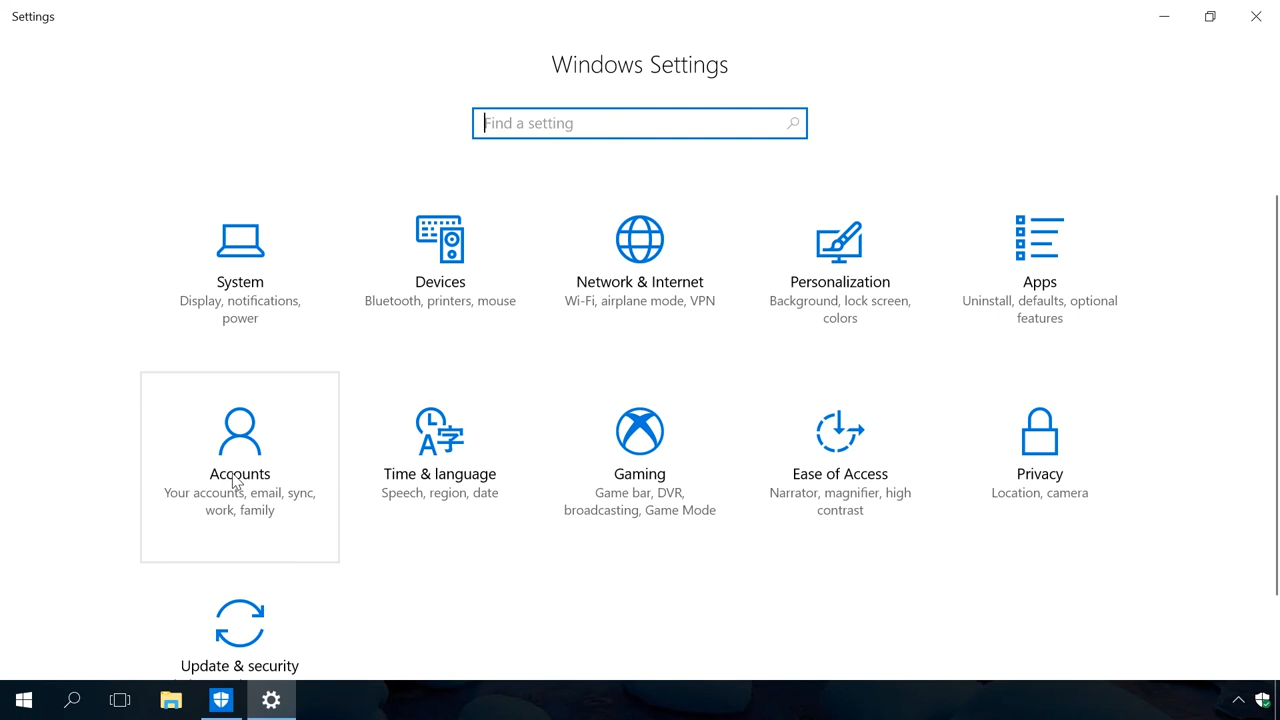 Settings
Windows Settings
Find a setting
System
Display, notifications,
power
Devices
Bluetooth, printers, mouse
Network & Internet
Wi-Fi, airplane mode, VPN
Personalization
Background, lock screen,
colors
Apps
Uninstall, defaults, optional
features
Accounts
Your accounts, email, sync,
work, family
Time & language
Speech, region, date
Gaming
Game bar, DVR,
broadcasting, Game Mode
Ease of Access
Narrator, magnifier, high
contrast
Privacy
Location, camera
Update & security